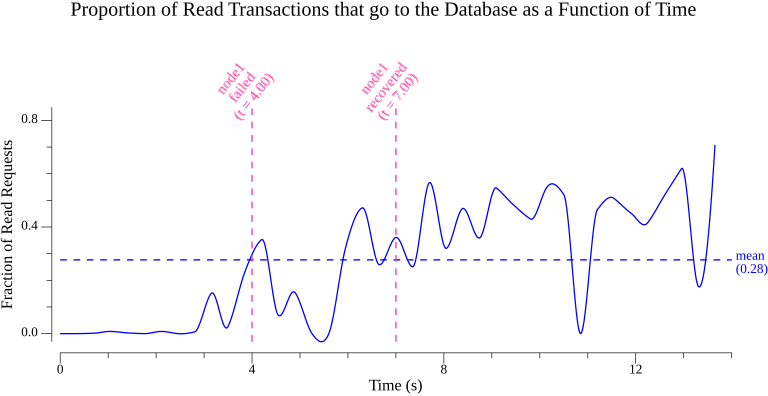 Proportion of Read Transactions that go to the Database as a Function of Time
node1
failed
(t = 4.00)
node1
recovered
(t = 7.00)
Fraction of Read Requests
0.8
0.4
0.0
mean
(0.28)
0
4
8
12
Time (s)